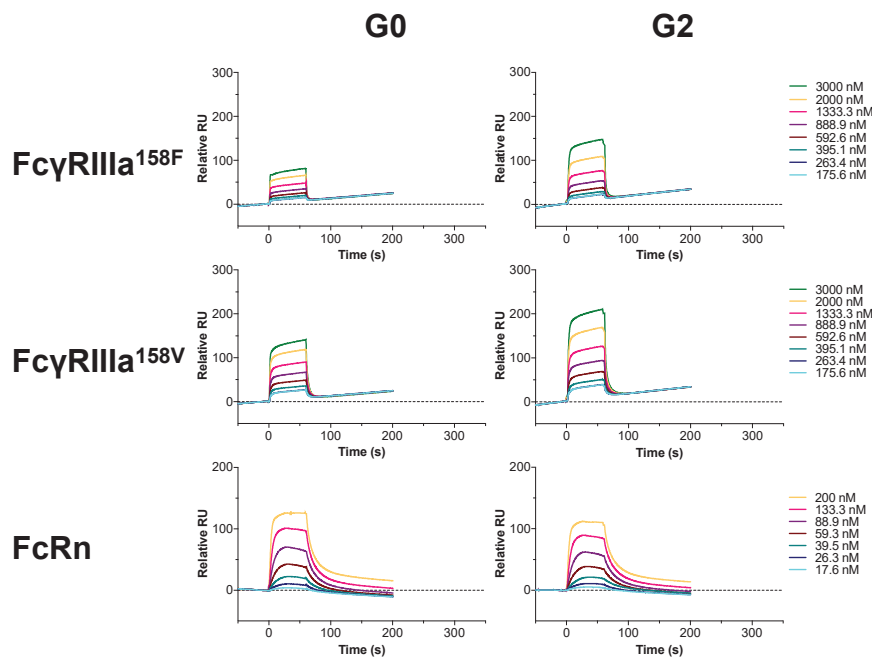 G0 G2
FcγRIIIa158F
Relative RU
300
200
100
0
0 100 200 300
Time (s)
Relative RU
300
200
100
0
0 100 200 300
Time (s)
3000 nM
2000 nM
1333.3 nM
888.9 nM
592.6 nM
395.1 nM
263.4 nM
175.6 nM
FcγRIIIa158V
Relative RU
300
200
100
0
0 100 200 300
Time (s)
Relative RU
300
200
100
0
0 100 200 300
Time (s)
3000 nM
2000 nM
1333.3 nM
888.9 nM
592.6 nM
395.1 nM
263.4 nM
175.6 nM
FcRn
Relative RU
200
100
0
0 100 200 300
Time (s)
Relative RU
200
100
0
0 100 200 300
Time (s)
200 nM
133.3 nM
88.9 nM
59.3 nM
39.5 nM
26.3 nM
17.6 nM